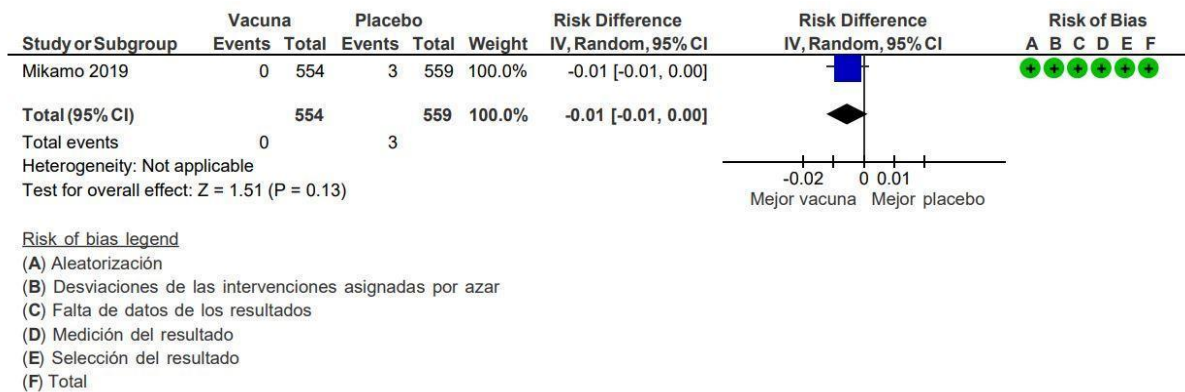 Vacuna Placebo Risk Difference Risk Difference Risk of Bias
Study or Subgroup Events Total Events Total Weight IV, Random, 95% CI IV, Random, 95% CI A B C D E F
Mikamo 2019 0 554 3 559 100.0% -0.01 [-0.01, 0.00] + + + + + +
Total (95% CI) 554 559 100.0% -0.01 [-0.01, 0.00]
Total events 0 3
Heterogeneity: Not applicable
Test for overall effect: Z = 1.51 (P = 0.13)
-0.02 0 0.01
Mejor vacuna Mejor placebo
Risk of bias legend
(A) Aleatorización
(B) Desviaciones de las intervenciones asignadas por azar
(C) Falta de datos de los resultados
(D) Medición del resultado
(E) Selección del resultado
(F) Total